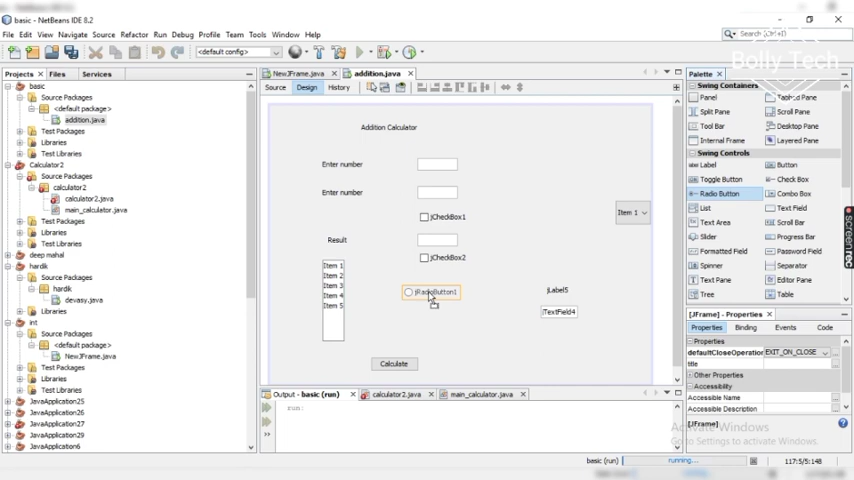 basic - NetBeans IDE 8.2
File Edit View Navigate Source Refactor Run Debug Profile Team Tools Window Help
Search (Ctrl+I)
<default config>
Bolly Tech
Projects Files Services
basic
Source Packages
<default package>
addition.java
Test Packages
Libraries
Test Libraries
Calculator2
Source Packages
calculator2
calculator2.java
main_calculator.java
Test Packages
Libraries
Test Libraries
deep mahal
hardik
Source Packages
hardik
devasy.java
Libraries
int
Source Packages
<default package>
NewJFrame.java
Test Packages
Libraries
Test Libraries
JavaApplication25
JavaApplication26
JavaApplication27
JavaApplication29
JavaApplication6
NewJFrame.java addition.java
Source Design History
Addition Calculator
Enter number
Enter number
jCheckBox1
Item 1
Result
jCheckBox2
Item 1
Item 2
Item 3
Item 4
Item 5
jRadioButton1
jLabel5
jTextField4
Calculate
Output - basic (run) calculator2.java main_calculator.java
run:
Palette
Swing Containers
Panel Tabbed Pane
Split Pane Scroll Pane
Tool Bar Desktop Pane
Internal Frame Layered Pane
Swing Controls
Label Button
Toggle Button Check Box
Radio Button Combo Box
List Text Field
Text Area Scroll Bar
Slider Progress Bar
Formatted Field Password Field
Spinner Separator
Text Pane Editor Pane
Tree Table
screenrec
[JFrame] - Properties
Properties Binding Events Code
Properties
defaultCloseOperation EXIT_ON_CLOSE
title
Other Properties
Accessibility
Accessible Name
Accessible Description
[JFrame]
Activate Windows
Go to Settings to activate Windows.
basic (run) running... 117:5/5:148